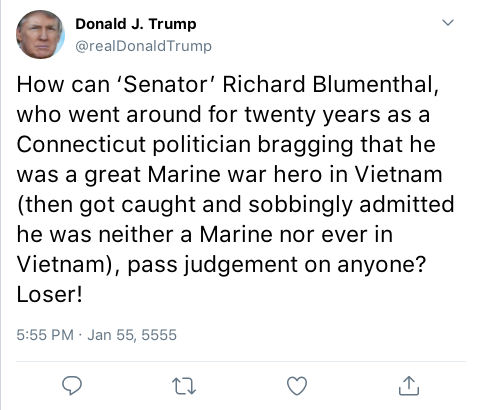 Donald J. Trump
@realDonaldTrump
How can ‘Senator’ Richard Blumenthal,
who went around for twenty years as a
Connecticut politician bragging that he
was a great Marine war hero in Vietnam
(then got caught and sobbingly admitted
he was neither a Marine nor ever in
Vietnam), pass judgement on anyone?
Loser!
5:55 PM · Jan 55, 5555